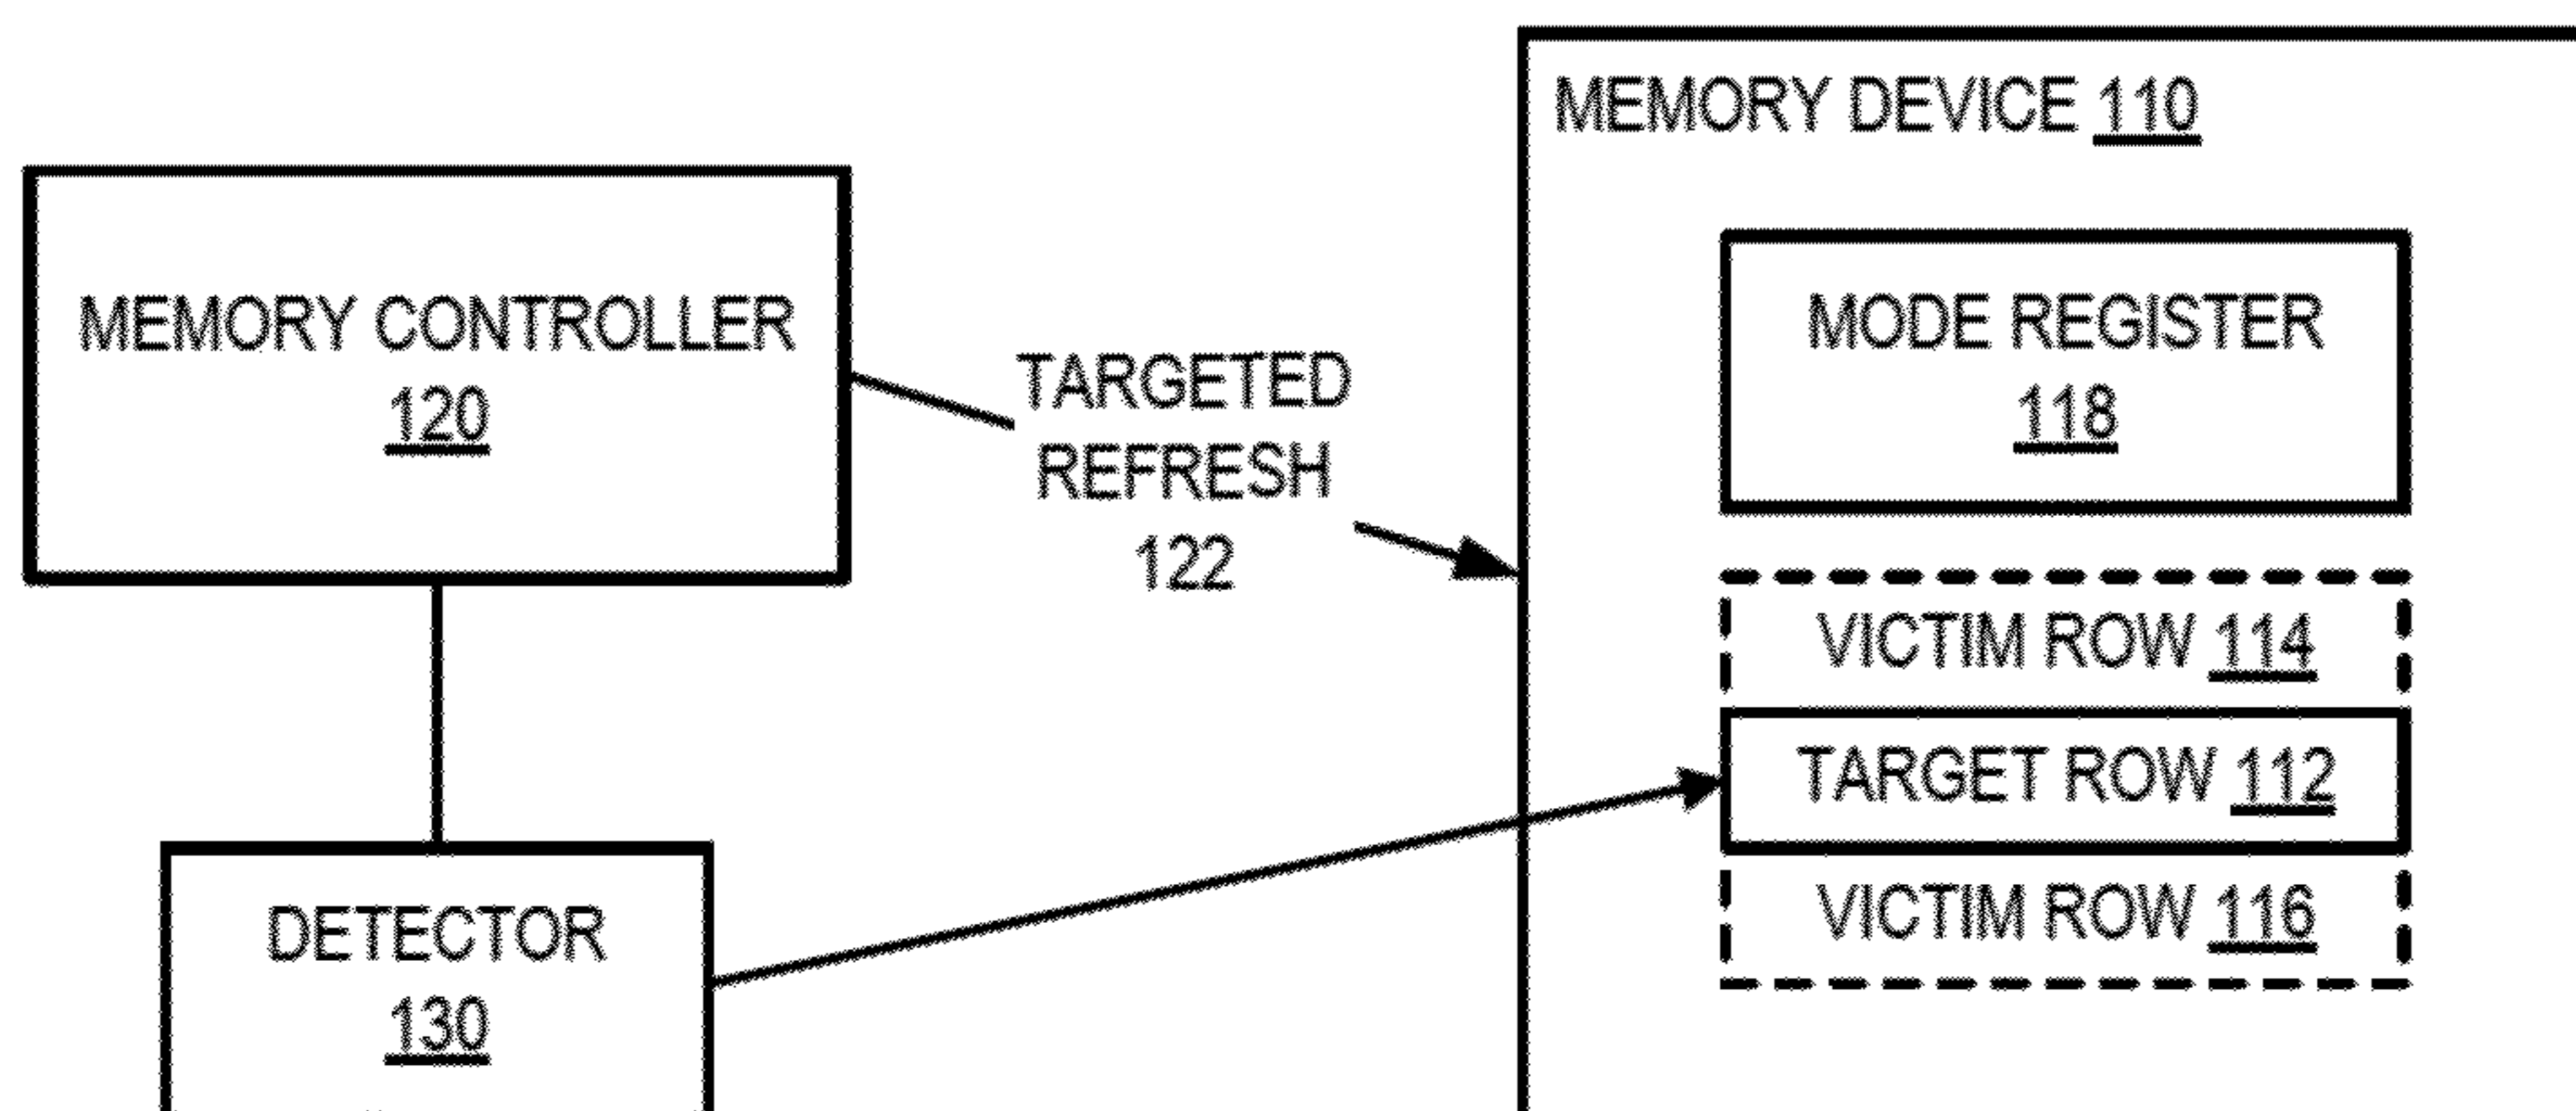 MEMORY DEVICE 110
MEMORY CONTROLLER
120
TARGETED
REFRESH
122
MODE REGISTER
118
VICTIM ROW 114
TARGET ROW 112
VICTIM ROW 116
DETECTOR
130